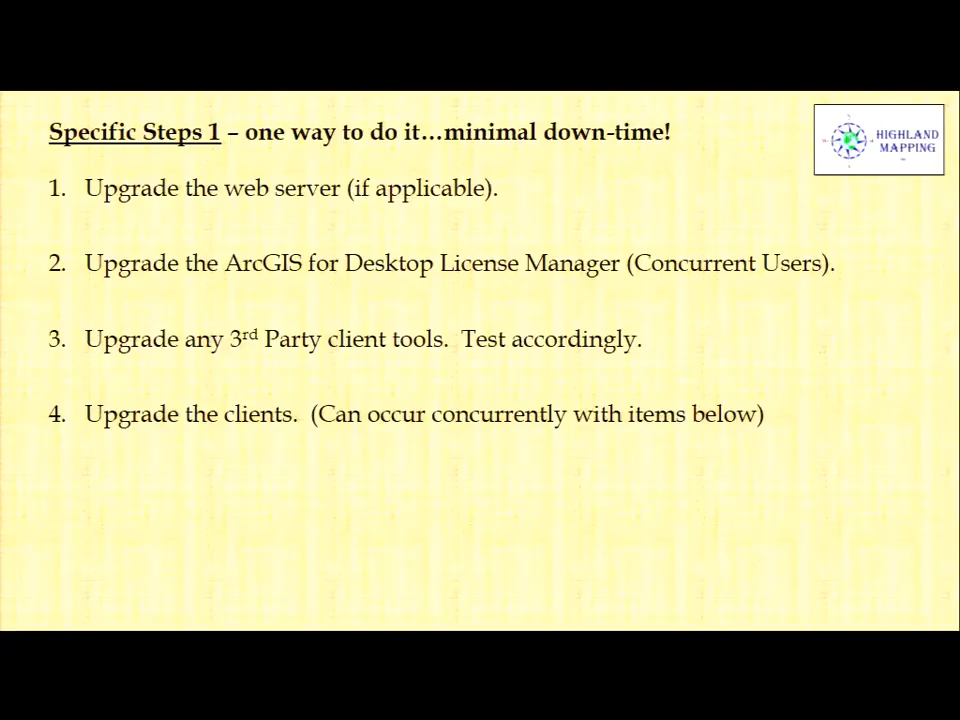 Specific Steps 1 – one way to do it…minimal down-time!
HIGHLAND
MAPPING
1. Upgrade the web server (if applicable).
2. Upgrade the ArcGIS for Desktop License Manager (Concurrent Users).
3. Upgrade any 3rd Party client tools.  Test accordingly.
4. Upgrade the clients.  (Can occur concurrently with items below)